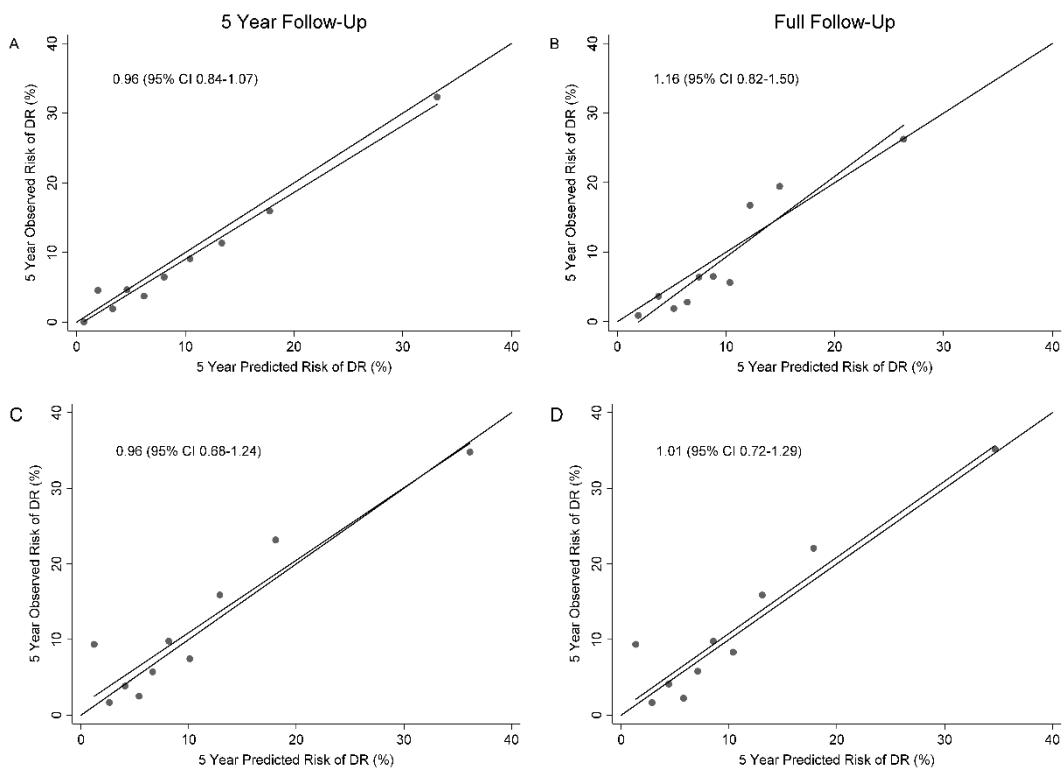 5 Year Follow-Up
Full Follow-Up
A
0.96 (95% CI 0.84-1.07)
5 Year Observed Risk of DR (%)
0 10 20 30 40
0 10 20 30 40
5 Year Predicted Risk of DR (%)
B
1.16 (95% CI 0.82-1.50)
5 Year Observed Risk of DR (%)
0 10 20 30 40
0 10 20 30 40
5 Year Predicted Risk of DR (%)
C
0.96 (95% CI 0.68-1.24)
5 Year Observed Risk of DR (%)
0 10 20 30 40
0 10 20 30 40
5 Year Predicted Risk of DR (%)
D
1.01 (95% CI 0.72-1.29)
5 Year Observed Risk of DR (%)
0 10 20 30 40
0 10 20 30 40
5 Year Predicted Risk of DR (%)